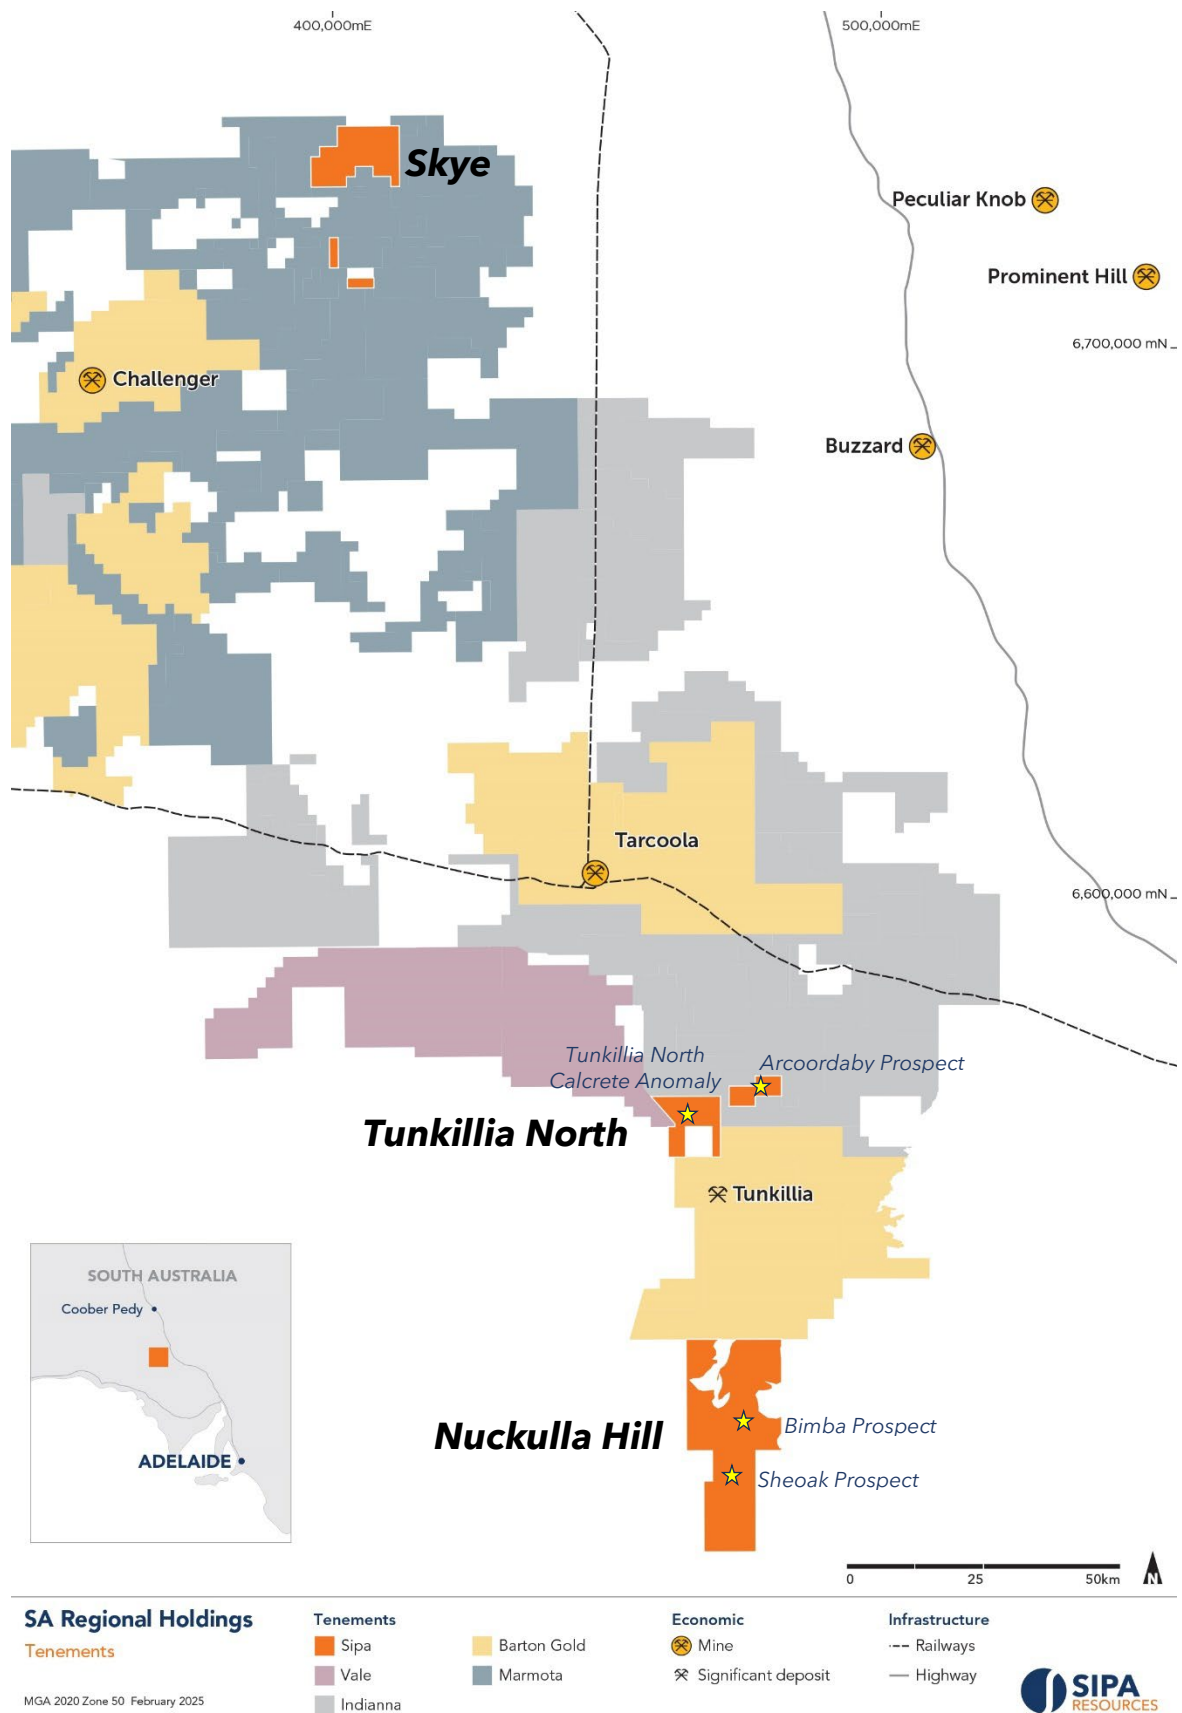 400,000mE
500,000mE
Skye
Peculiar Knob
Prominent Hill
6,700,000 mN
Challenger
Buzzard
Tarcoola
6,600,000 mN
Tunkillia North
Calcrete Anomaly
Arcoordaby Prospect
Tunkillia North
Tunkillia
SOUTH AUSTRALIA
Coober Pedy
ADELAIDE
Nuckulla Hill
Bimba Prospect
Sheoak Prospect
0 25 50km
N
SA Regional Holdings
Tenements
MGA 2020 Zone 50 February 2025
Tenements
Sipa
Vale
Indianna
Barton Gold
Marmota
Economic
Mine
Significant deposit
Infrastructure
Railways
Highway
SIPA
RESOURCES